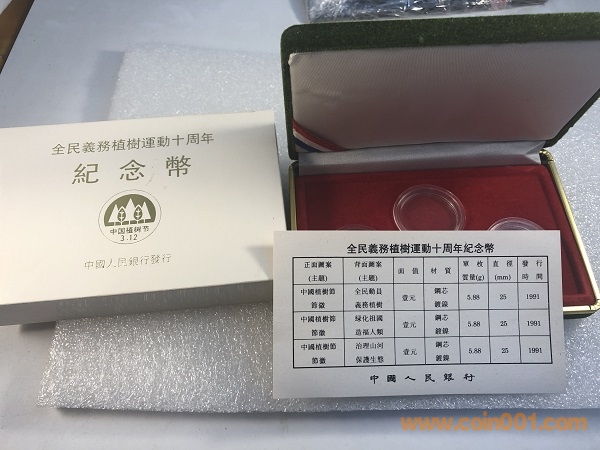 全民義務植樹運動十周年
紀念幣
中国植树节
3.12
中國人民銀行發行
全民義務植樹運動十周年紀念幣
正面圖案 背面圖案 面值 材質 單枚 直徑 發行
(主題) (主題) 重量(g) (mm) 時間
中國植樹節 全民動員 壹元 鋼芯 5.88 25 1991
節徽 義務植樹 鍍鎳
中國植樹節 綠化祖國 壹元 鋼芯 5.88 25 1991
節徽 造福人類 鍍鎳
中國植樹節 治理山河 壹元 鋼芯 5.88 25 1991
節徽 保護生態 鍍鎳
中國人民銀行
www.coin001.com